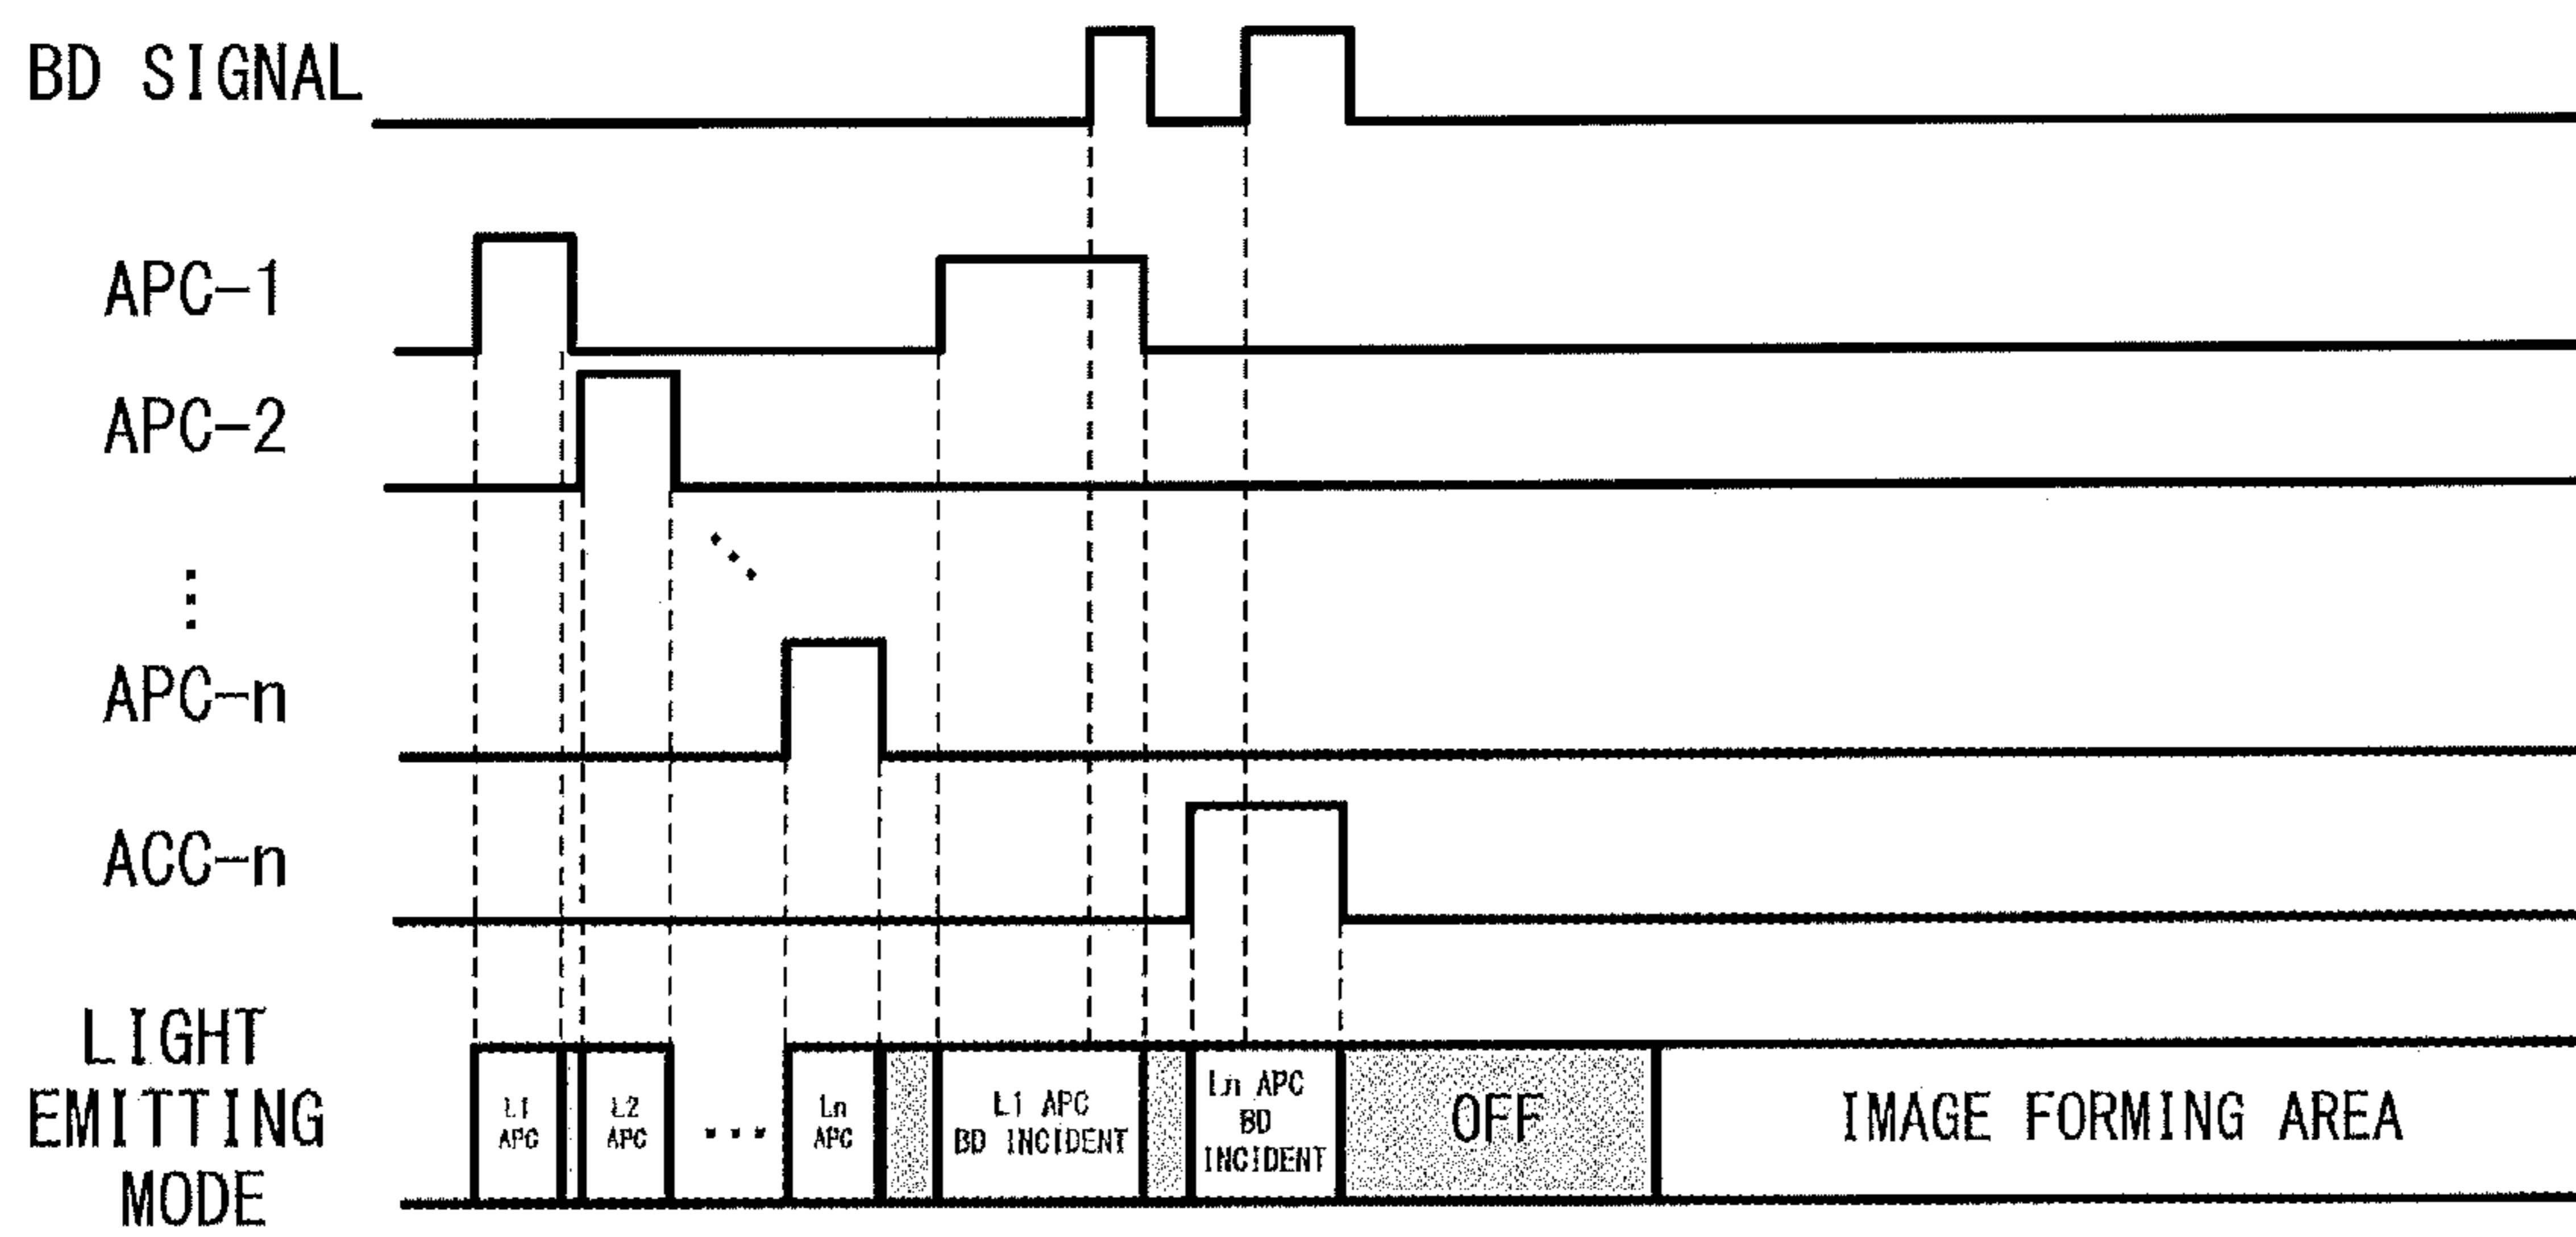 BD SIGNAL
APC-1
APC-2
APC-n
ACC-n
LIGHT
EMITTING
MODE
L1
APC
L2
APC
...
Ln
APC
L1 APC
BD INCIDENT
Ln APC
BD
INCIDENT
OFF
IMAGE FORMING AREA